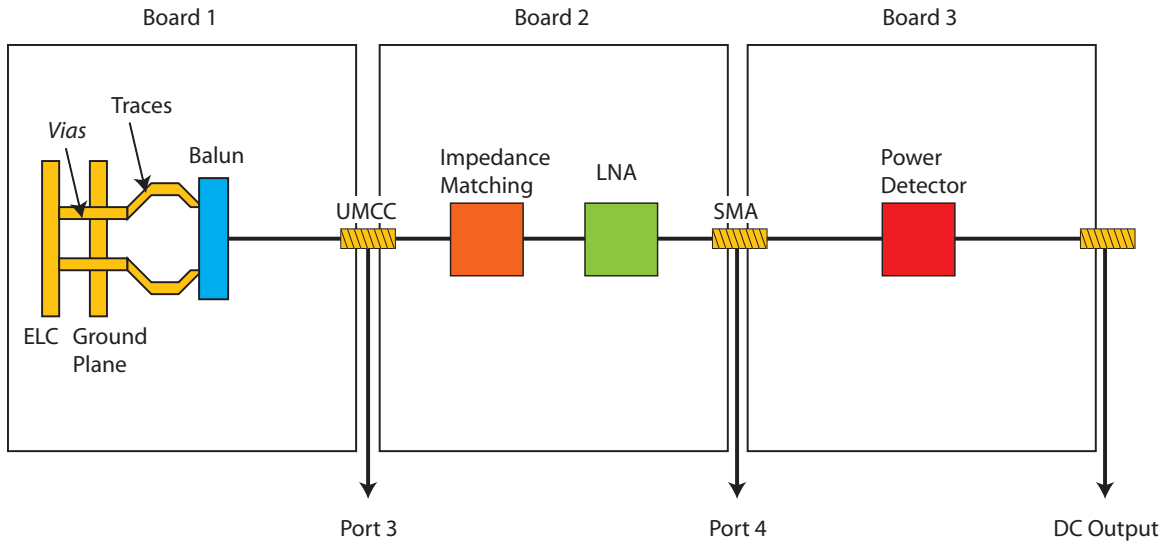 Board 1
Board 2
Board 3
Traces
Vias
Balun
Impedance
Matching
LNA
Power
Detector
UMCC
SMA
ELC
Ground
Plane
Port 3
Port 4
DC Output